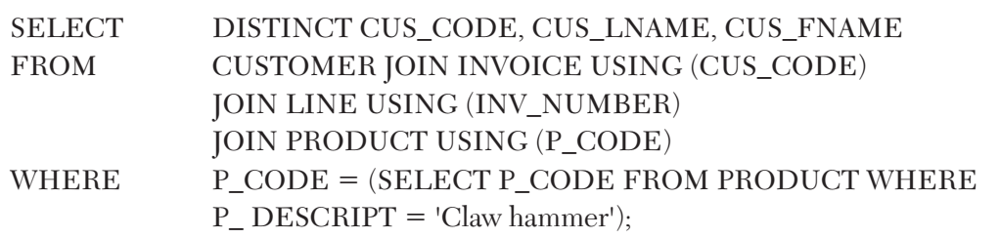 SELECT DISTINCT CUS_CODE, CUS_LNAME, CUS_FNAME
FROM CUSTOMER JOIN INVOICE USING (CUS_CODE)
JOIN LINE USING (INV_NUMBER)
JOIN PRODUCT USING (P_CODE)
WHERE P_CODE = (SELECT P_CODE FROM PRODUCT WHERE
P_ DESCRIPT = 'Claw hammer');